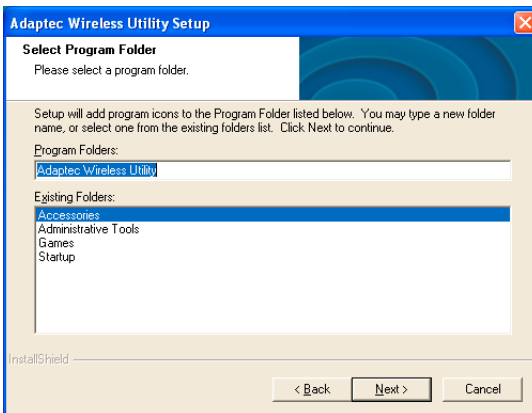 Adaptec Wireless Utility Setup
Select Program Folder
Please select a program folder.
Setup will add program icons to the Program Folder listed below. You may type a new folder
name, or select one from the existing folders list. Click Next to continue.
Program Folders:
Adaptec Wireless Utility
Existing Folders:
Accessories
Administrative Tools
Games
Startup
InstallShield
< Back
Next >
Cancel